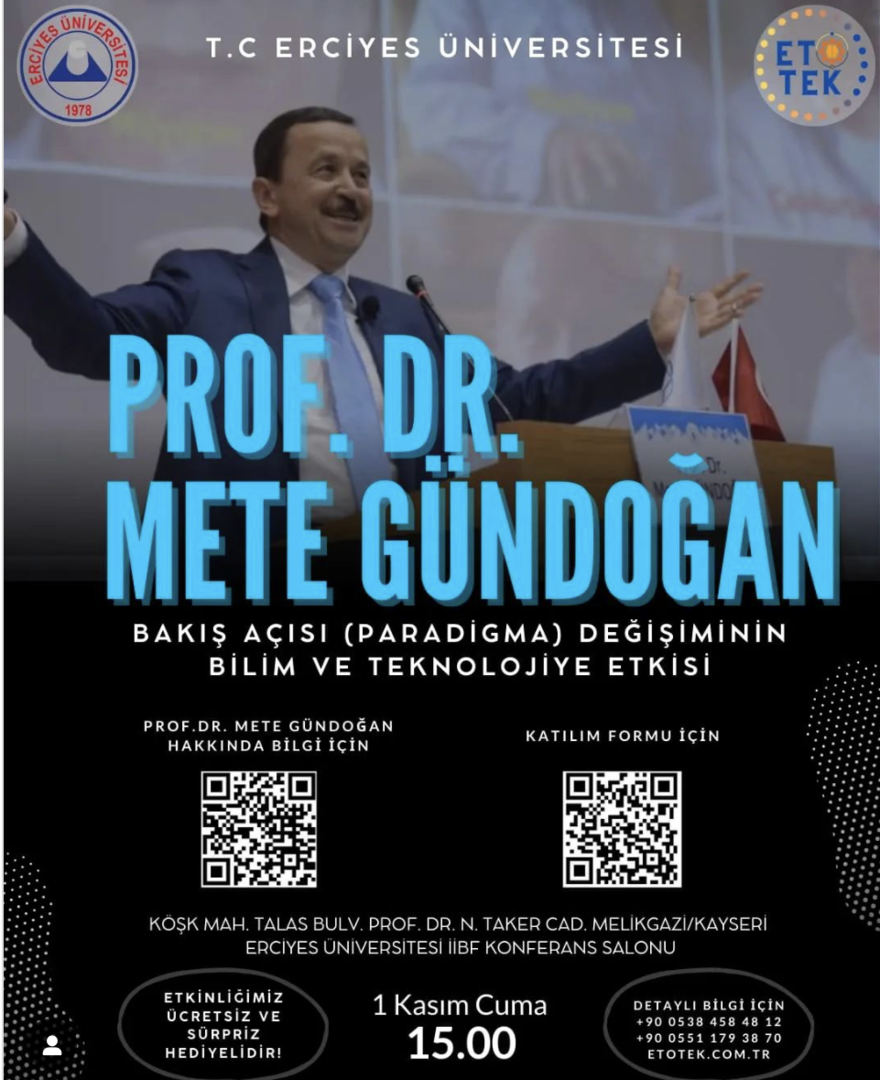 ERCİYES ÜNİVERSİTESİ
1978
T.C ERCİYES ÜNİVERSİTESİ
ETO
TEK
PROF. DR.
METE GÜNDOĞAN
BAKIŞ AÇISI (PARADİGMA) DEĞİŞİMİNİN
BİLİM VE TEKNOLOJİYE ETKİSİ
PROF.DR. METE GÜNDOĞAN
HAKKINDA BİLGİ İÇİN
KATILIM FORMU İÇİN
KÖŞK MAH. TALAS BULV. PROF. DR. N. TAKER CAD. MELİKGAZİ/KAYSERİ
ERCİYES ÜNİVERSİTESİ İİBF KONFERANS SALONU
ETKİNLİĞİMİZ
ÜCRETSİZ VE
SÜRPRİZ
HEDİYELİDİR!
1 Kasım Cuma
15.00
DETAYLI BİLGİ İÇİN
+90 0538 458 48 12
+90 0551 179 38 70
ETOTEK.COM.TR